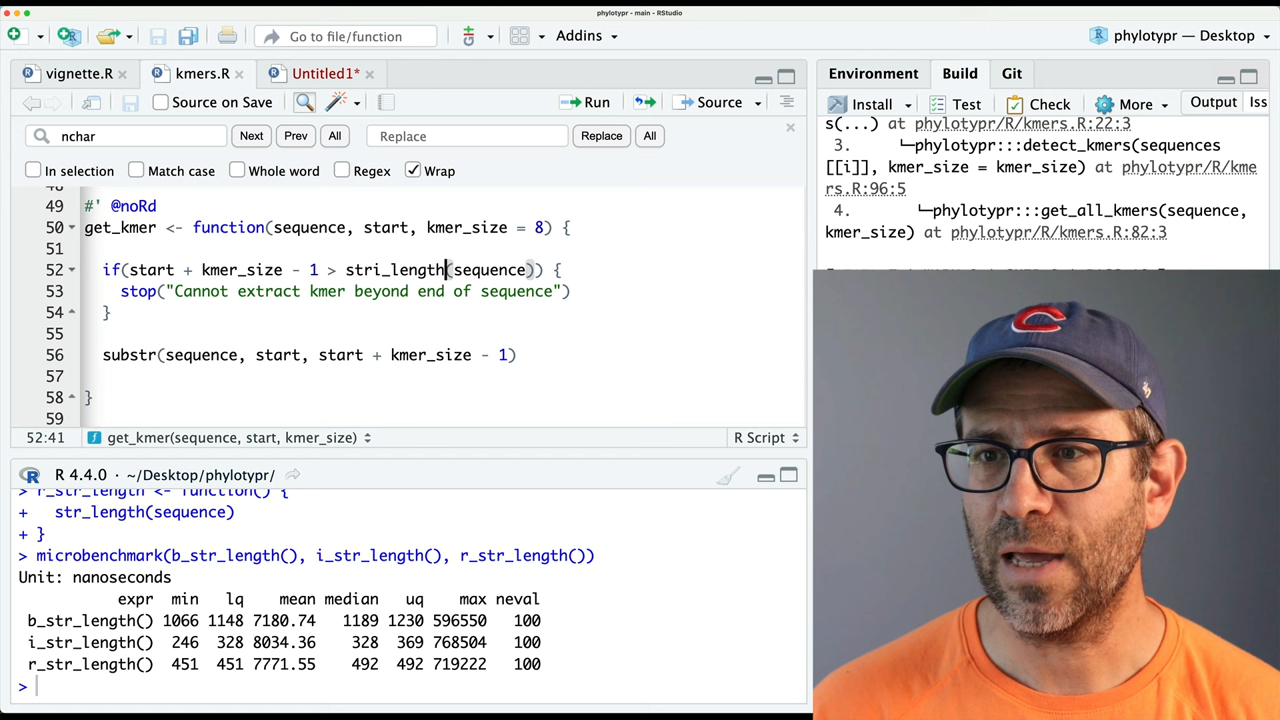 phylotypr - main - RStudio
Go to file/function
Addins
phylotypr — Desktop
vignette.R
kmers.R
Untitled1*
Source on Save
Run
Source
nchar
Next
Prev
All
Replace
Replace
All
In selection
Match case
Whole word
Regex
Wrap
48
49 #' @noRd
50 get_kmer <- function(sequence, start, kmer_size = 8) {
51
52 if(start + kmer_size - 1 > stri_length(sequence)) {
53 stop("Cannot extract kmer beyond end of sequence")
54 }
55
56 substr(sequence, start, start + kmer_size - 1)
57
58 }
59
52:41 get_kmer(sequence, start, kmer_size) R Script
R 4.4.0 · ~/Desktop/phylotypr/
> r_str_length <- function() {
+ str_length(sequence)
+ }
> microbenchmark(b_str_length(), i_str_length(), r_str_length())
Unit: nanoseconds
expr min lq mean median uq max neval
b_str_length() 1066 1148 7180.74 1189 1230 596550 100
i_str_length() 246 328 8034.36 328 369 768504 100
r_str_length() 451 451 7771.55 492 492 719222 100
>
Environment
Build
Git
Install
Test
Check
More
Output
Iss
s(...) at phylotypr/R/kmers.R:22:3
3. └─phylotypr:::detect_kmers(sequences
[[i]], kmer_size = kmer_size) at phylotypr/R/kme
rs.R:96:5
4. └─phylotypr:::get_all_kmers(sequence,
kmer_size) at phylotypr/R/kmers.R:82:3
C